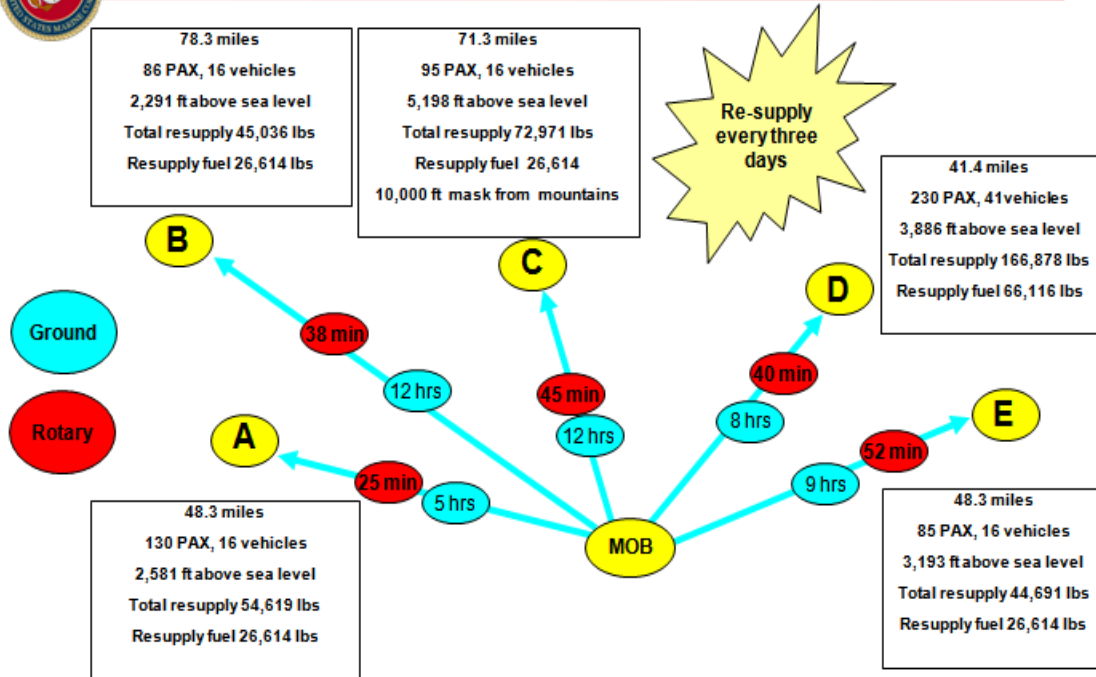 UNITED STATES MARINE CORPS
78.3 miles
86 PAX, 16 vehicles
2,291 ft above sea level
Total resupply 45,036 lbs
Resupply fuel 26,614 lbs
71.3 miles
95 PAX, 16 vehicles
5,198 ft above sea level
Total resupply 72,971 lbs
Resupply fuel 26,614
10,000 ft mask from mountains
Re-supply
every three
days
41.4 miles
230 PAX, 41vehicles
3,886 ft above sea level
Total resupply 166,878 lbs
Resupply fuel 66,116 lbs
B
C
D
Ground
38 min
40 min
12 hrs
45 min
Rotary
A
8 hrs
E
12 hrs
52 min
25 min
5 hrs
9 hrs
MOB
48.3 miles
130 PAX, 16 vehicles
2,581 ft above sea level
Total resupply 54,619 lbs
Resupply fuel 26,614 lbs
48.3 miles
85 PAX, 16 vehicles
3,193 ft above sea level
Total resupply 44,691 lbs
Resupply fuel 26,614 lbs